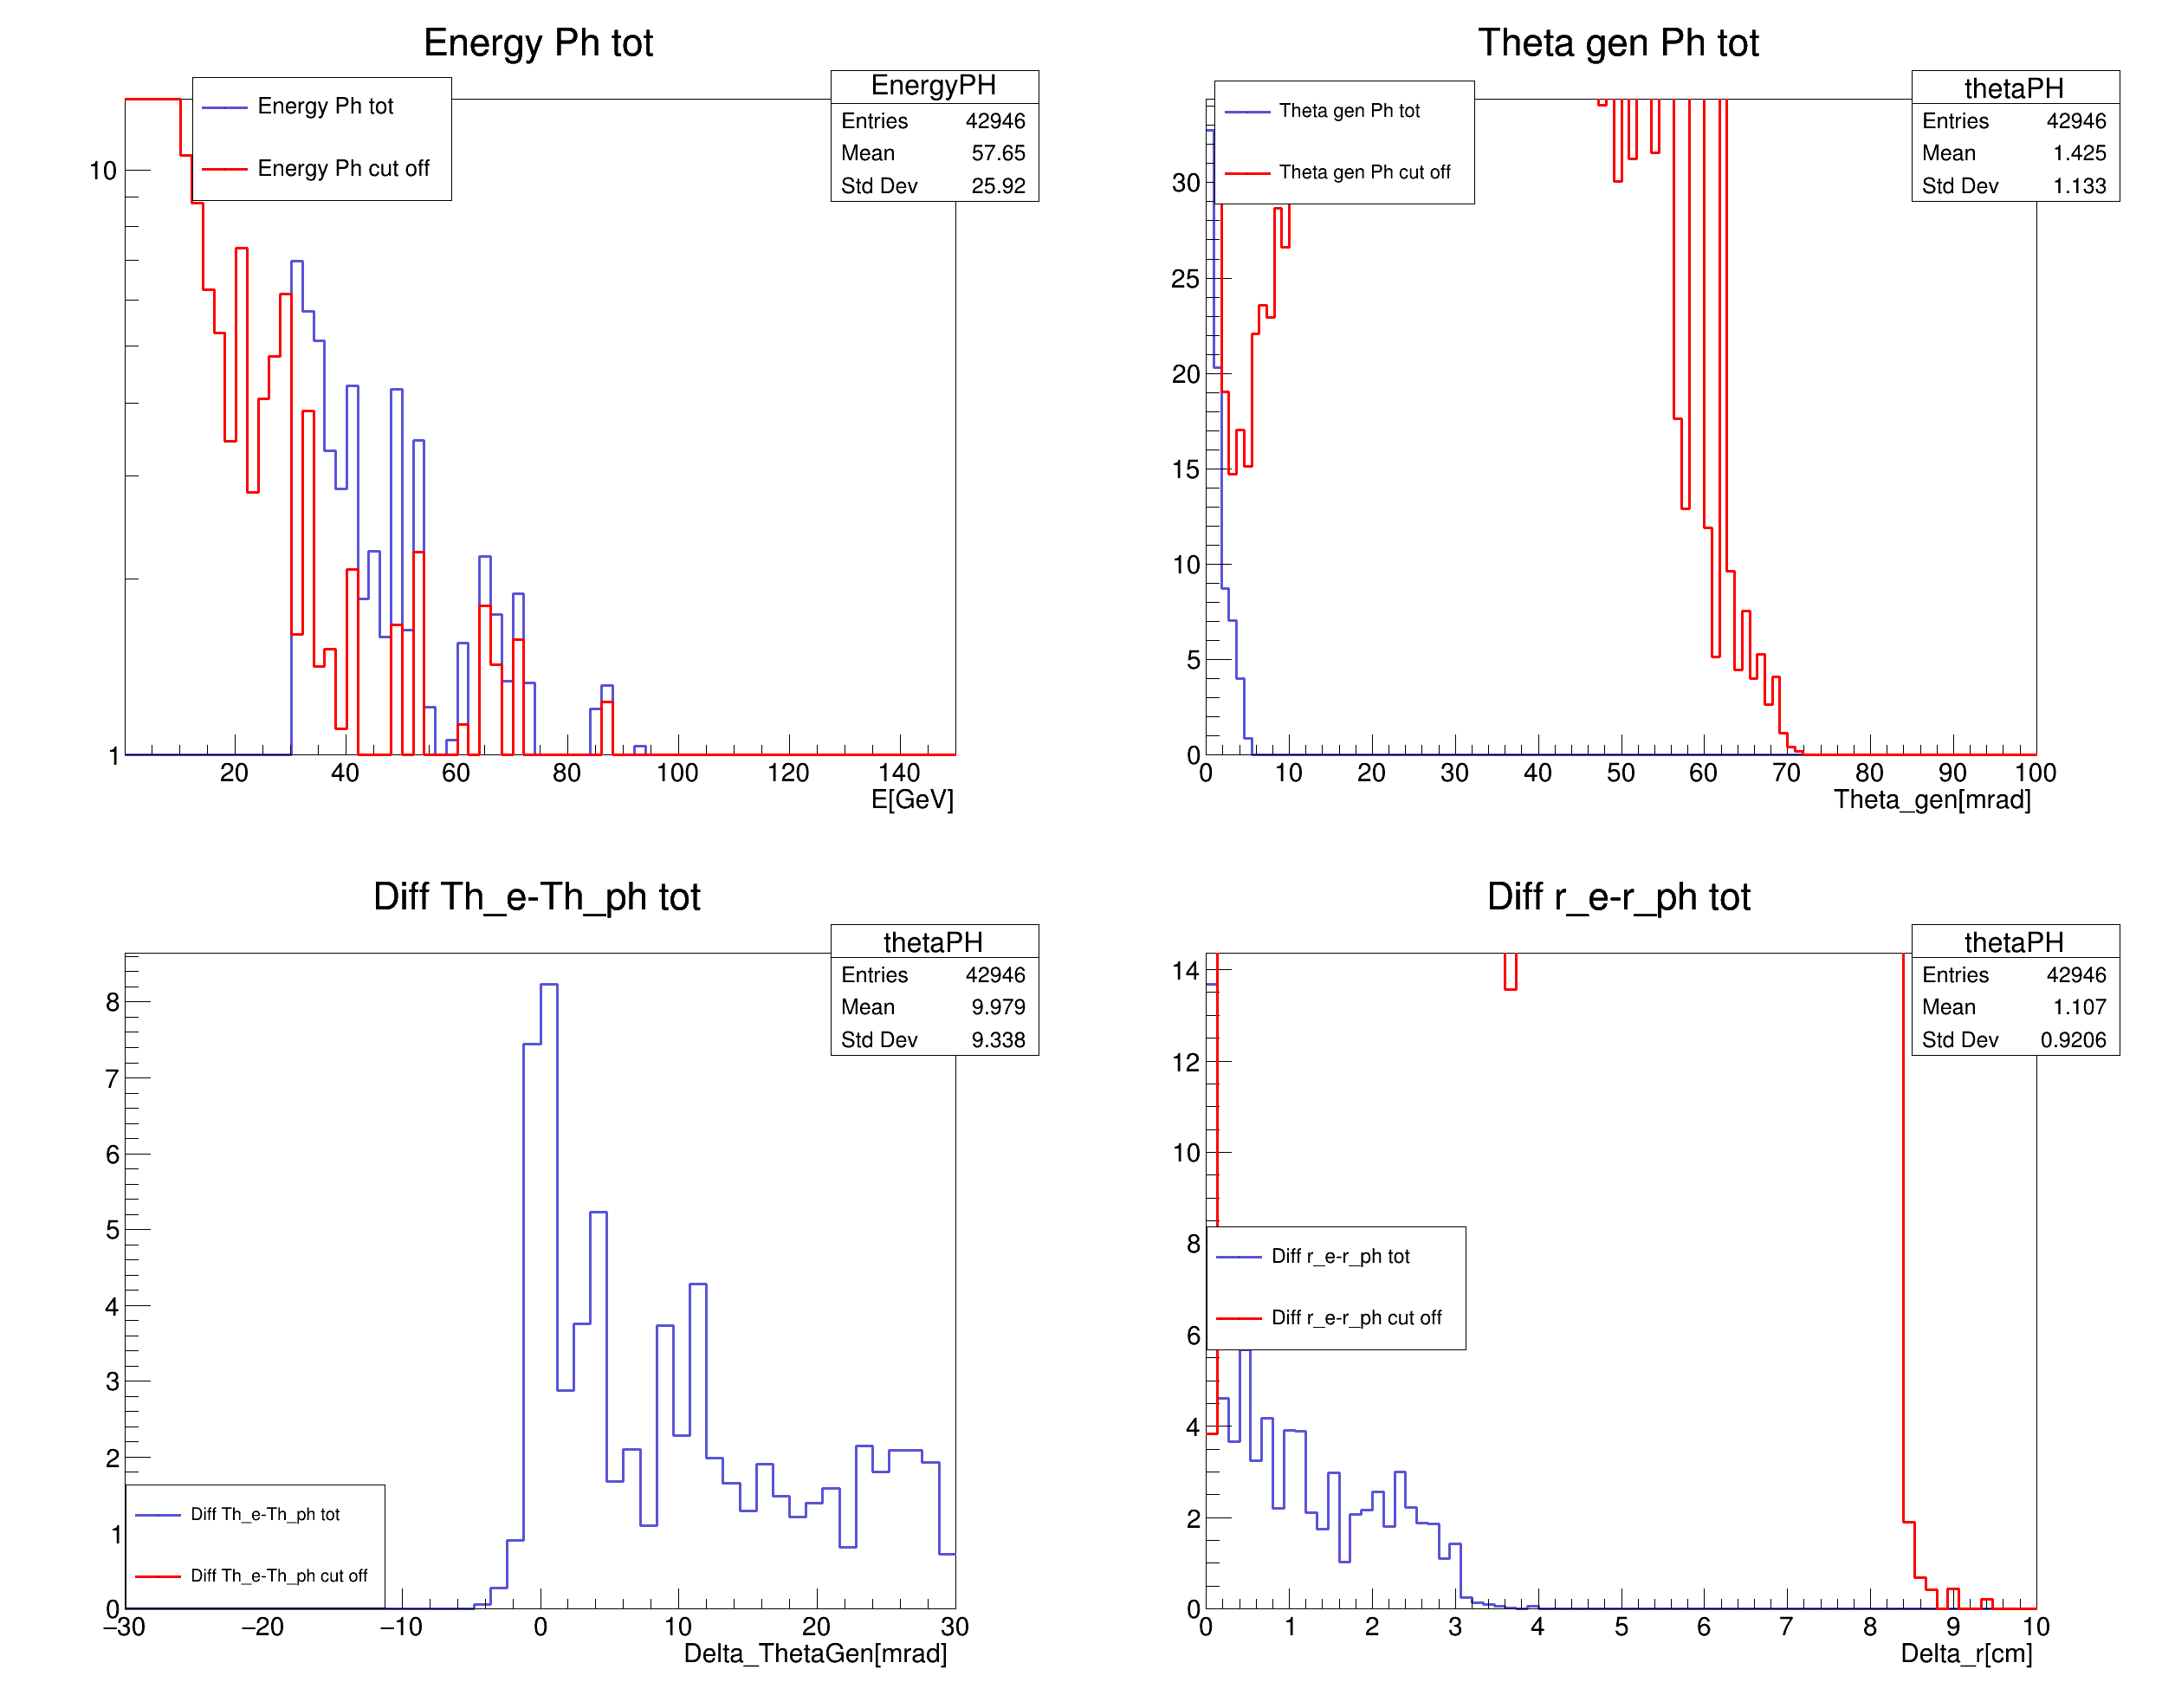 Energy Ph tot
EnergyPH
Entries 42946
Mean 57.65
Std Dev 25.92
Energy Ph tot
Energy Ph cut off
10
1
20 40 60 80 100 120 140
E[GeV]
Theta gen Ph tot
thetaPH
Entries 42946
Mean 1.425
Std Dev 1.133
Theta gen Ph tot
Theta gen Ph cut off
30
25
20
15
10
5
0
0 10 20 30 40 50 60 70 80 90 100
Theta_gen[mrad]
Diff Th_e-Th_ph tot
thetaPH
Entries 42946
Mean 9.979
Std Dev 9.338
8
7
6
5
4
3
2
1
0
Diff Th_e-Th_ph tot
Diff Th_e-Th_ph cut off
−30 −20 −10 0 10 20 30
Delta_ThetaGen[mrad]
Diff r_e-r_ph tot
thetaPH
Entries 42946
Mean 1.107
Std Dev 0.9206
14
12
10
8
6
4
2
0
Diff r_e-r_ph tot
Diff r_e-r_ph cut off
0 1 2 3 4 5 6 7 8 9 10
Delta_r[cm]